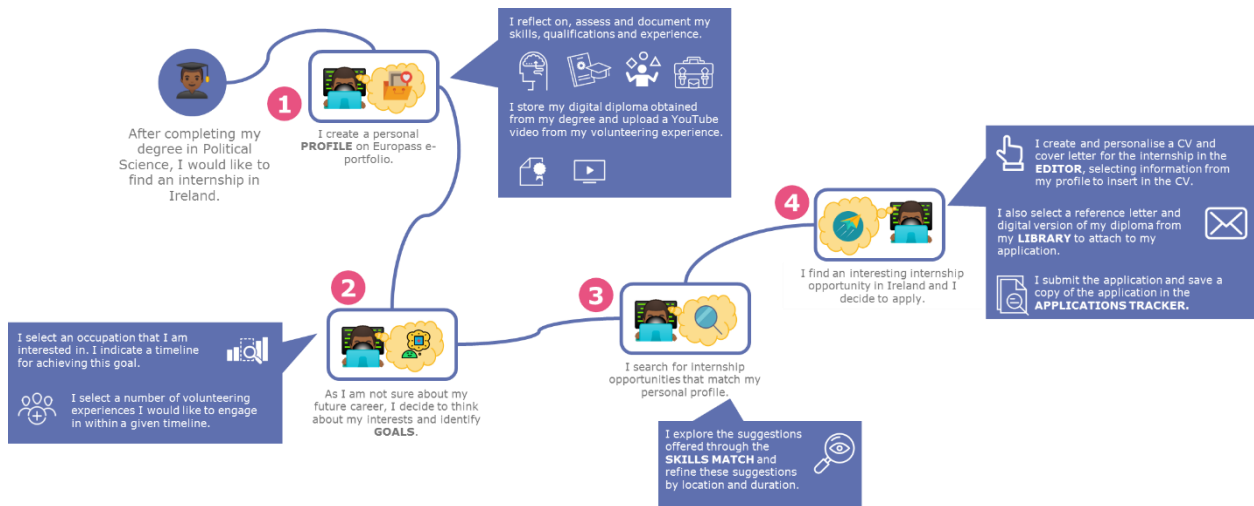 After completing my
degree in Political
Science, I would like to
find an internship in
Ireland.
1
I create a personal
PROFILE on Europass e-
portfolio.
I reflect on, assess and document my
skills, qualifications and experience.
I store my digital diploma obtained
from my degree and upload a YouTube
video from my volunteering experience.
2
As I am not sure about my
future career, I decide to think
about my interests and identify
GOALS.
I select an occupation that I am
interested in. I indicate a timeline
for achieving this goal.
I select a number of volunteering
experiences I would like to engage
in within a given timeline.
3
I search for internship
opportunities that match my
personal profile.
I explore the suggestions
offered through the
SKILLS MATCH and
refine these suggestions
by location and duration.
4
I find an interesting internship
opportunity in Ireland and I
decide to apply.
I create and personalise a CV and
cover letter for the internship in the
EDITOR, selecting information from
my profile to insert in the CV.
I also select a reference letter and
digital version of my diploma from
my LIBRARY to attach to my
application.
I submit the application and save a
copy of the application in the
APPLICATIONS TRACKER.